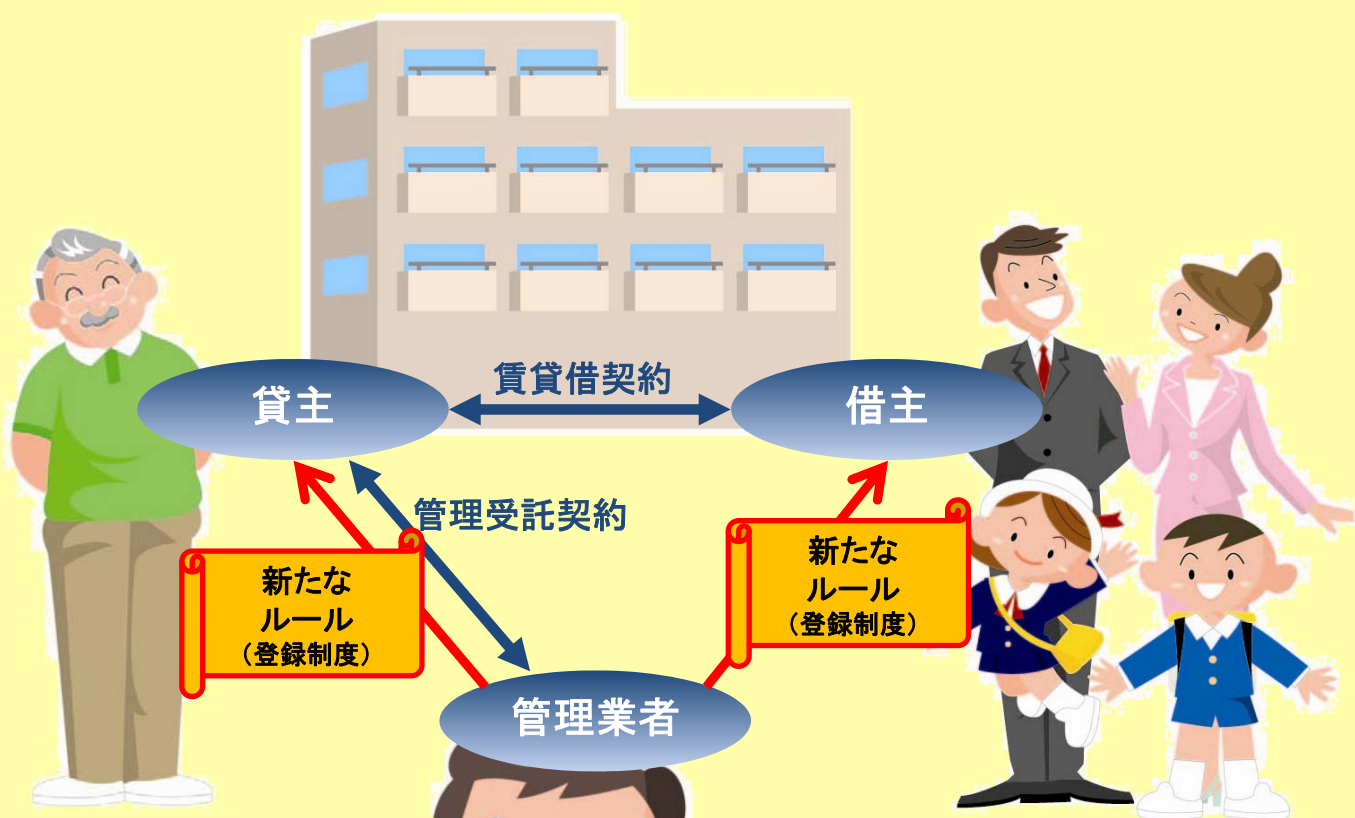 賃貸借契約
貸主
借主
管理受託契約
新たな
ルール
（登録制度）
新たな
ルール
（登録制度）
管理業者